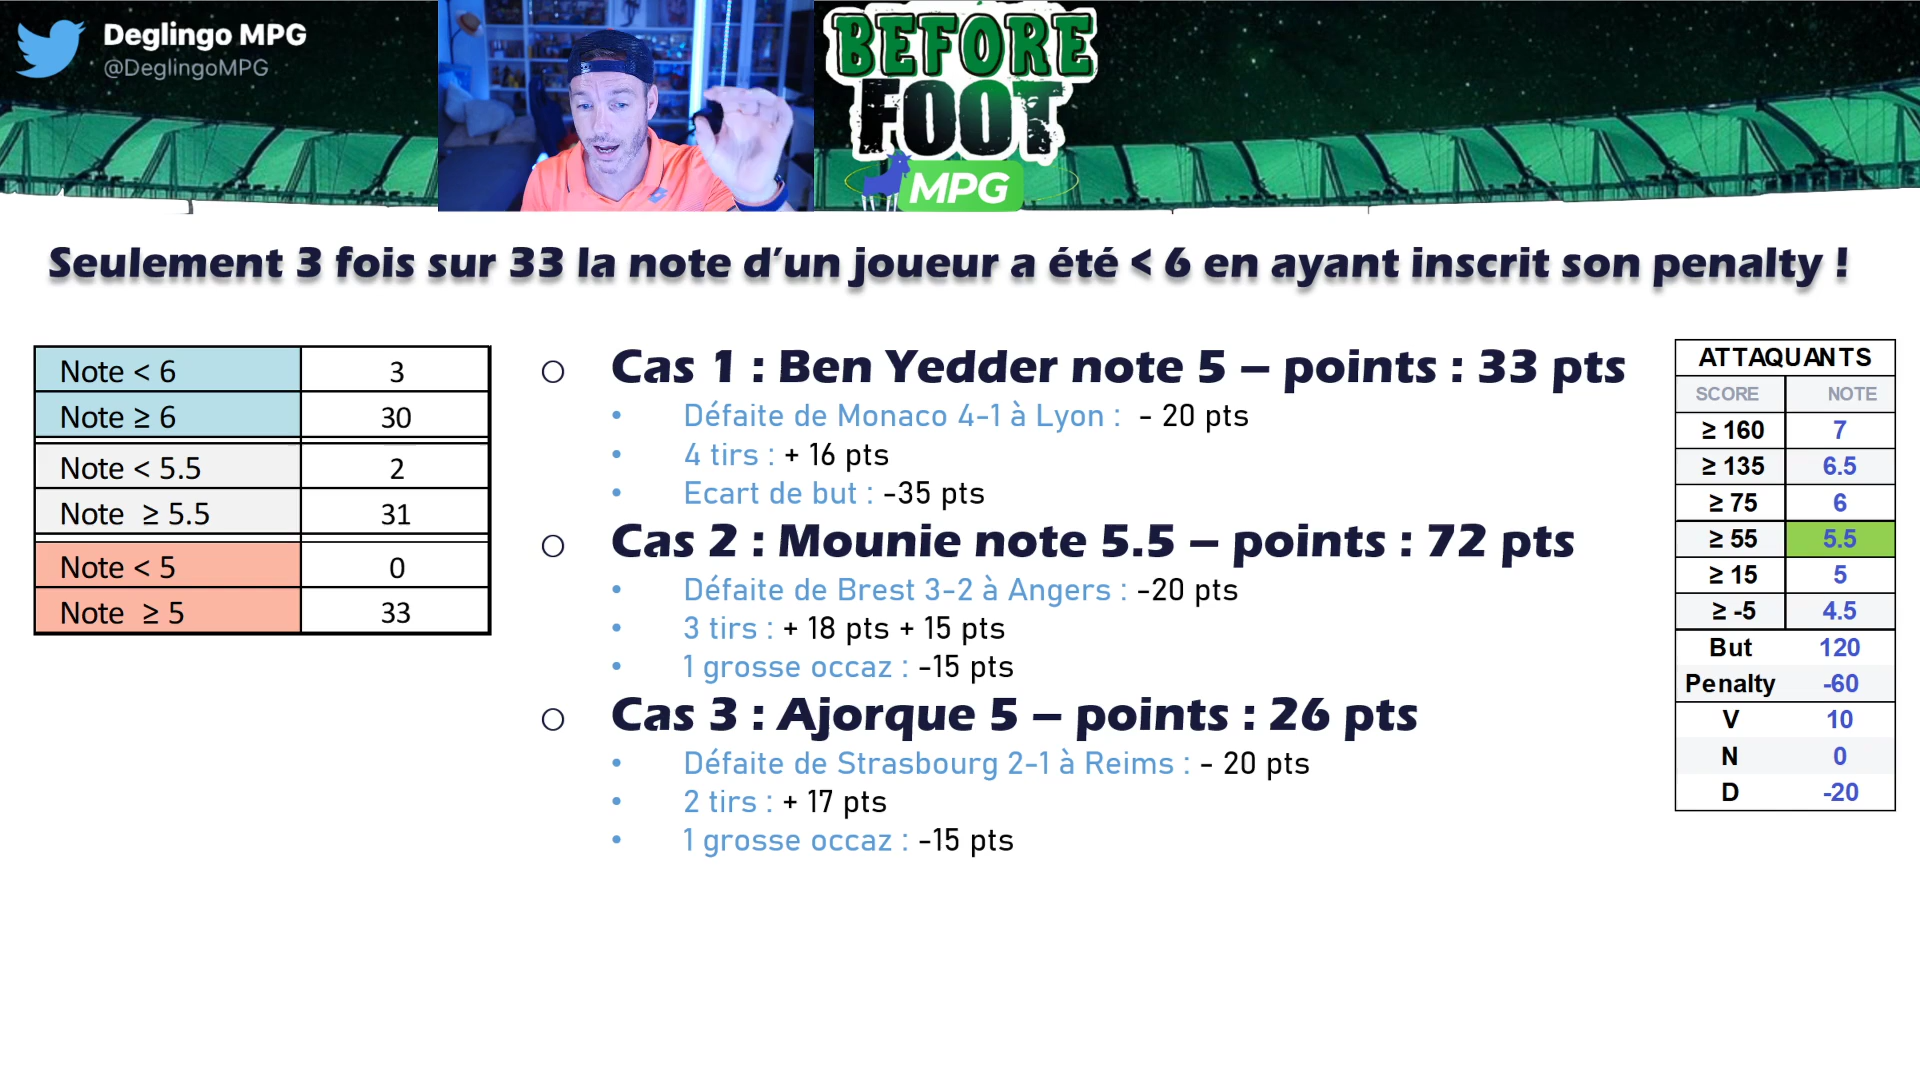 Deglingo MPG
@DeglingoMPG
BEFORE
FOOT
MPG
Seulement 3 fois sur 33 la note d’un joueur a été < 6 en ayant inscrit son penalty !
Note < 6 3
Note ≥ 6 30
Note < 5.5 2
Note ≥ 5.5 31
Note < 5 0
Note ≥ 5 33
o Cas 1 : Ben Yedder note 5 – points : 33 pts
• Défaite de Monaco 4-1 à Lyon : - 20 pts
• 4 tirs : + 16 pts
• Ecart de but : -35 pts
o Cas 2 : Mounie note 5.5 – points : 72 pts
• Défaite de Brest 3-2 à Angers : -20 pts
• 3 tirs : + 18 pts + 15 pts
• 1 grosse occaz : -15 pts
o Cas 3 : Ajorque 5 – points : 26 pts
• Défaite de Strasbourg 2-1 à Reims : - 20 pts
• 2 tirs : + 17 pts
• 1 grosse occaz : -15 pts
ATTAQUANTS
SCORE NOTE
≥ 160 7
≥ 135 6.5
≥ 75 6
≥ 55 5.5
≥ 15 5
≥ -5 4.5
But 120
Penalty -60
V 10
N 0
D -20